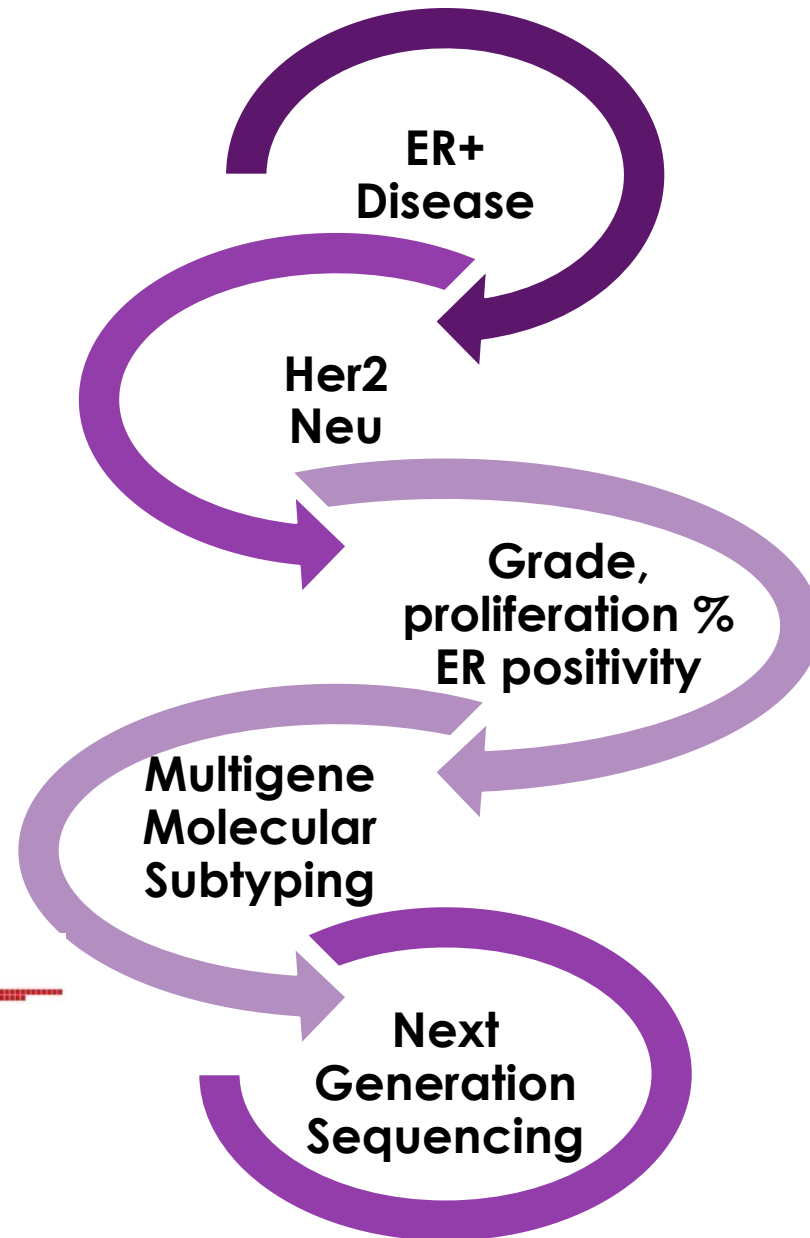 ER+
Disease
Her2
Neu
Grade,
proliferation %
ER positivity
Multigene
Molecular
Subtyping
Next
Generation
Sequencing